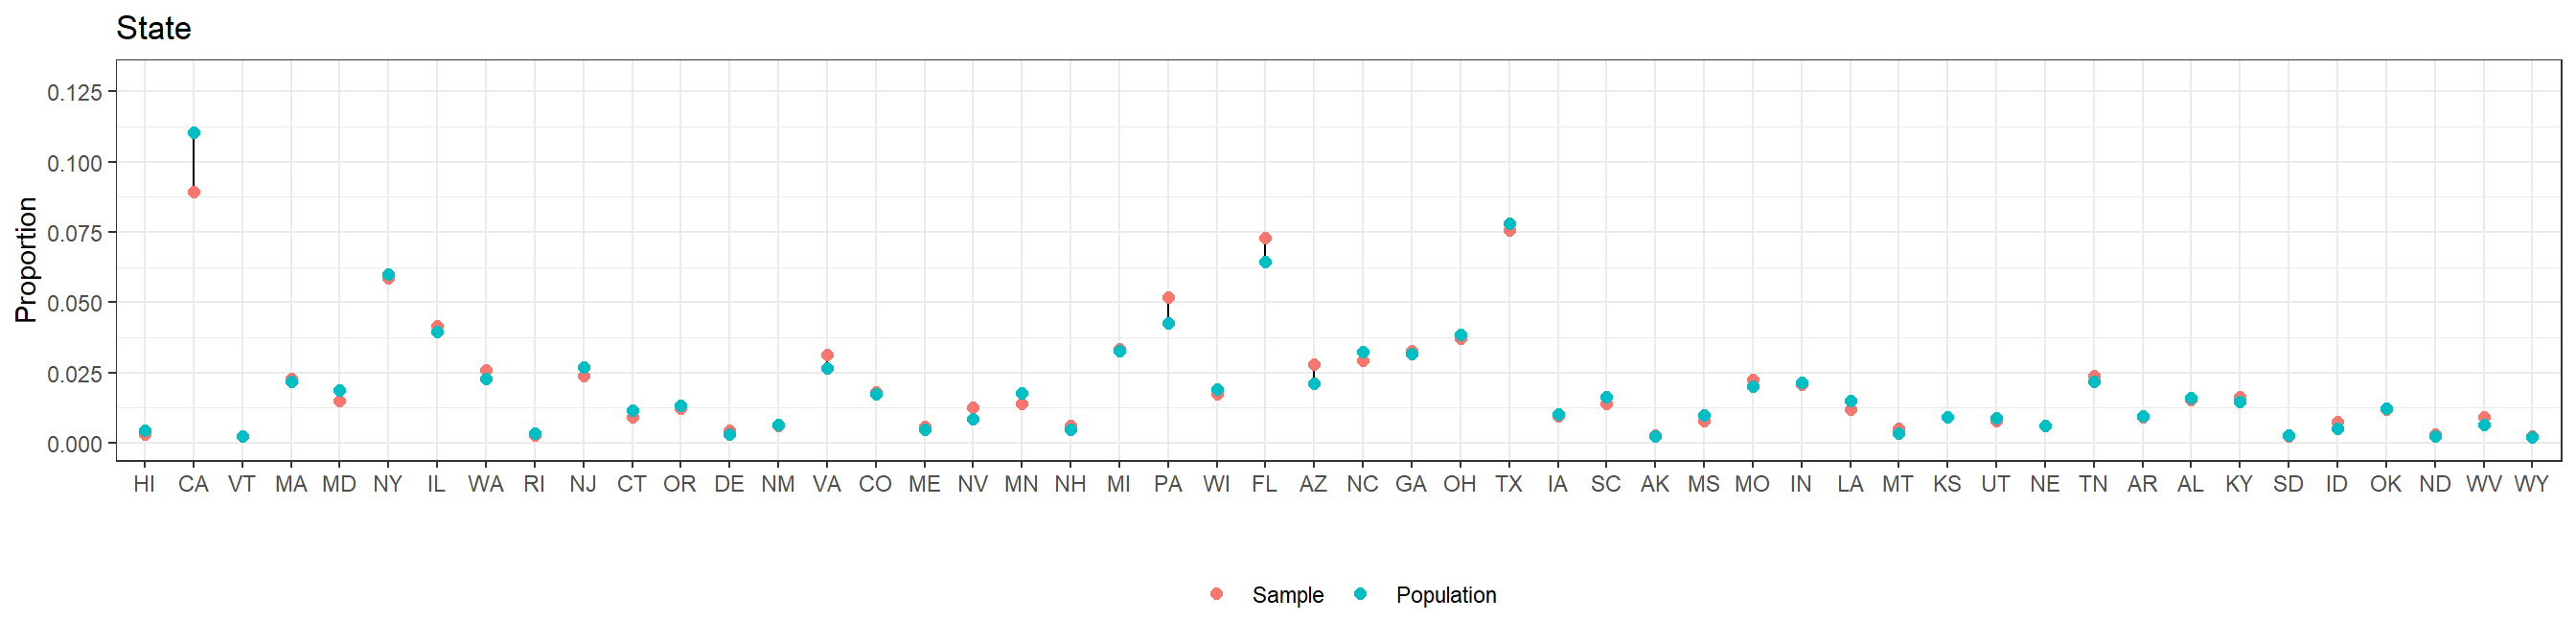 State
Proportion
0.125
0.100
0.075
0.050
0.025
0.000
HI CA VT MA MD NY IL WA RI NJ CT OR DE NM VA CO ME NV MN NH MI PA WI FL AZ NC GA OH TX IA SC AK MS MO IN LA MT KS UT NE TN AR AL KY SD ID OK ND WV WY
Sample Population